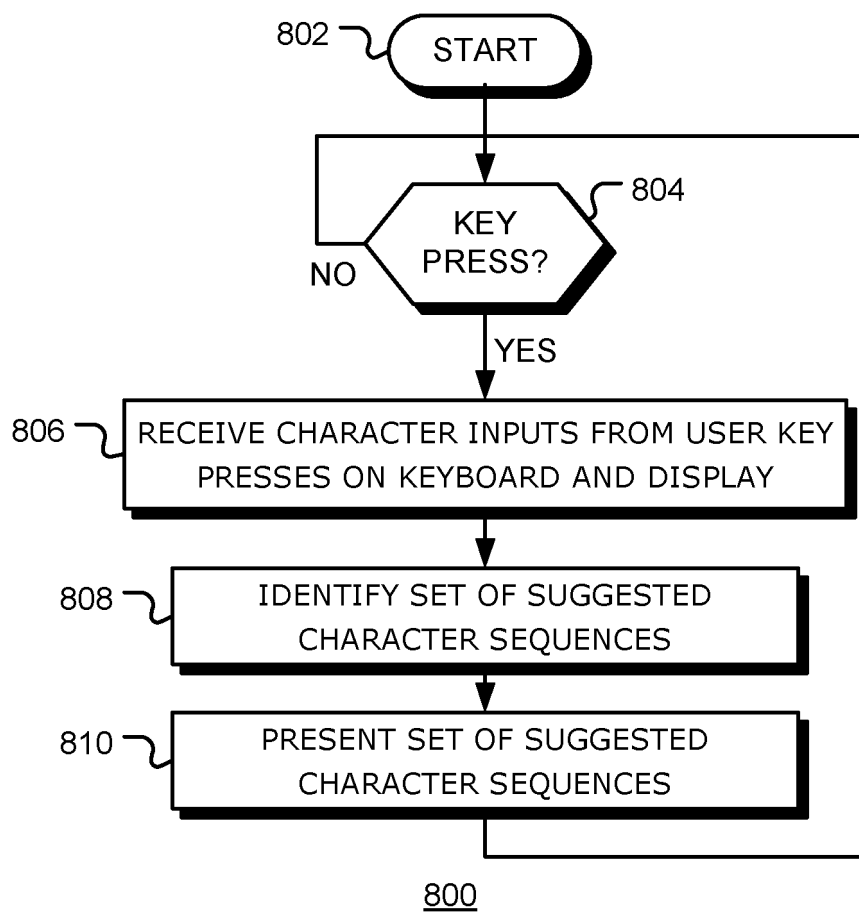 802
START
804
KEY
PRESS?
NO
YES
806
RECEIVE CHARACTER INPUTS FROM USER KEY
PRESSES ON KEYBOARD AND DISPLAY
808
IDENTIFY SET OF SUGGESTED
CHARACTER SEQUENCES
810
PRESENT SET OF SUGGESTED
CHARACTER SEQUENCES
800